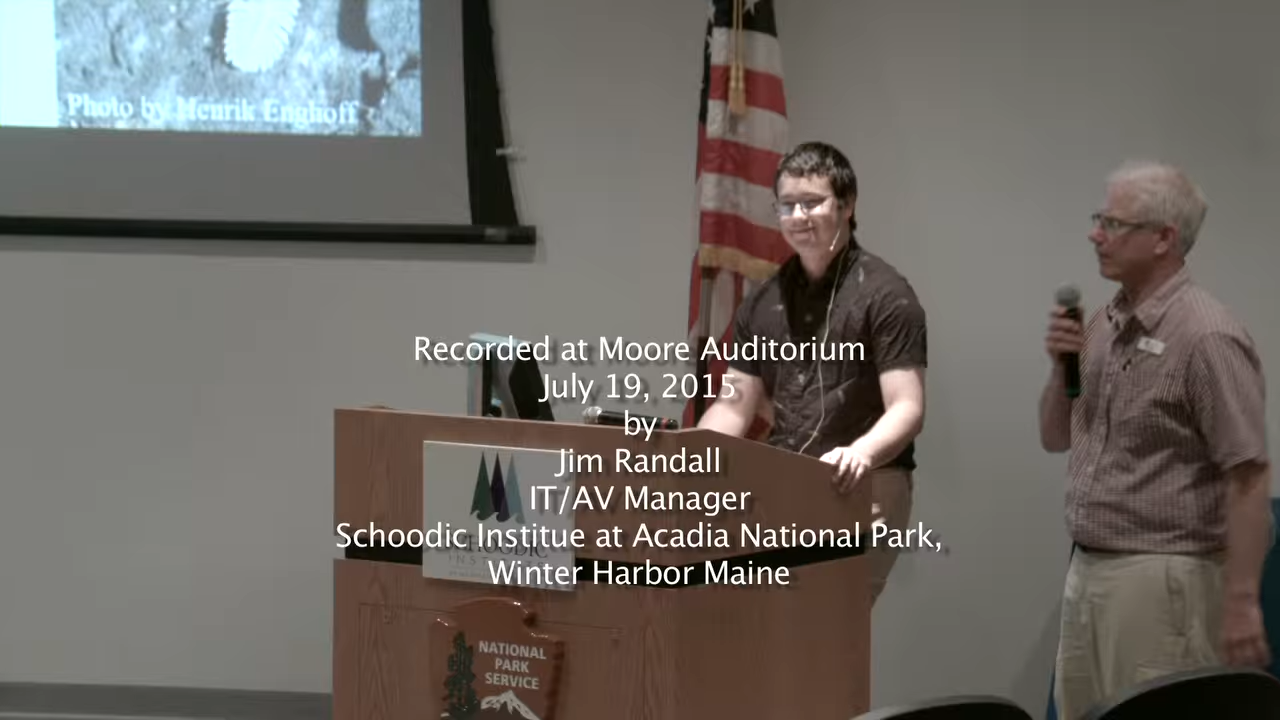 Photo by Henrik Enghoff
Recorded at Moore Auditorium
July 19, 2015
by
Jim Randall
IT/AV Manager
Schoodic Institue at Acadia National Park,
Winter Harbor Maine
SCHOODIC
NATIONAL
PARK
SERVICE